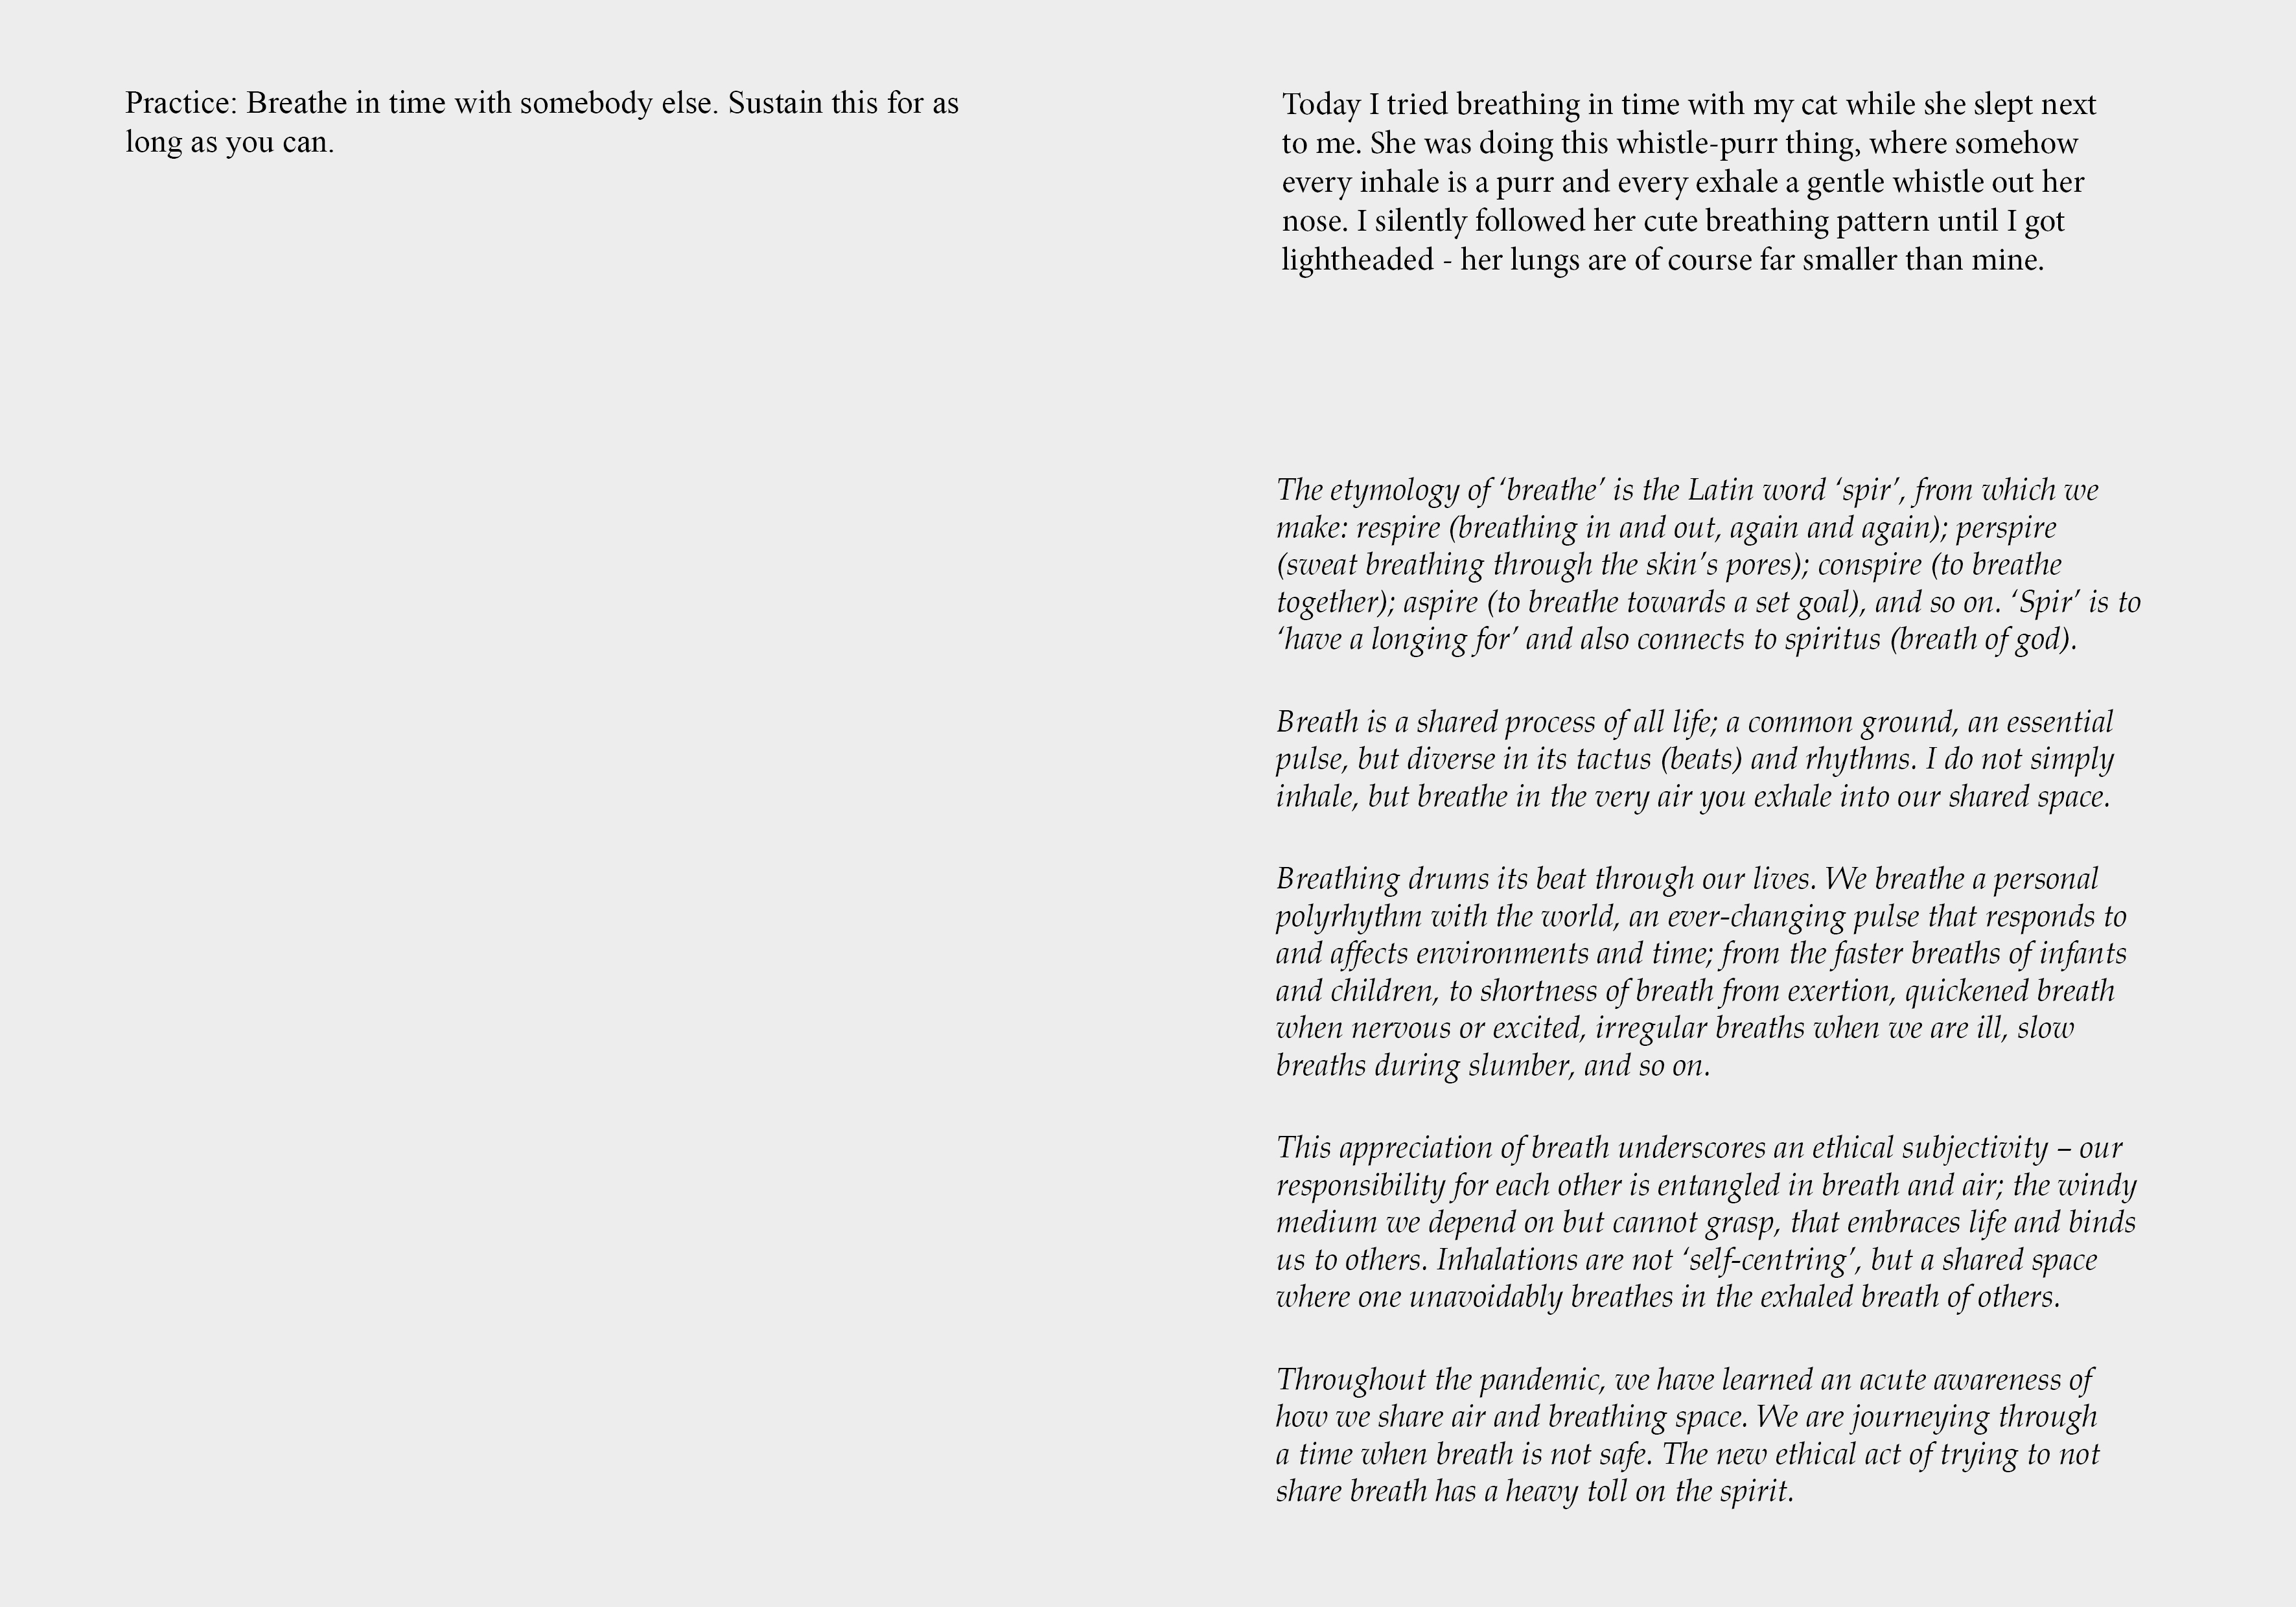 Practice: Breathe in time with somebody else. Sustain this for as
long as you can.
Today I tried breathing in time with my cat while she slept next
to me. She was doing this whistle-purr thing, where somehow
every inhale is a purr and every exhale a gentle whistle out her
nose. I silently followed her cute breathing pattern until I got
lightheaded - her lungs are of course far smaller than mine.
The etymology of ‘breathe’ is the Latin word ‘spir’, from which we
make: respire (breathing in and out, again and again); perspire
(sweat breathing through the skin’s pores); conspire (to breathe
together); aspire (to breathe towards a set goal), and so on. ‘Spir’ is to
‘have a longing for’ and also connects to spiritus (breath of god).
Breath is a shared process of all life; a common ground, an essential
pulse, but diverse in its tactus (beats) and rhythms. I do not simply
inhale, but breathe in the very air you exhale into our shared space.
Breathing drums its beat through our lives. We breathe a personal
polyrhythm with the world, an ever-changing pulse that responds to
and affects environments and time; from the faster breaths of infants
and children, to shortness of breath from exertion, quickened breath
when nervous or excited, irregular breaths when we are ill, slow
breaths during slumber, and so on.
This appreciation of breath underscores an ethical subjectivity – our
responsibility for each other is entangled in breath and air; the windy
medium we depend on but cannot grasp, that embraces life and binds
us to others. Inhalations are not ‘self-centring’, but a shared space
where one unavoidably breathes in the exhaled breath of others.
Throughout the pandemic, we have learned an acute awareness of
how we share air and breathing space. We are journeying through
a time when breath is not safe. The new ethical act of trying to not
share breath has a heavy toll on the spirit.